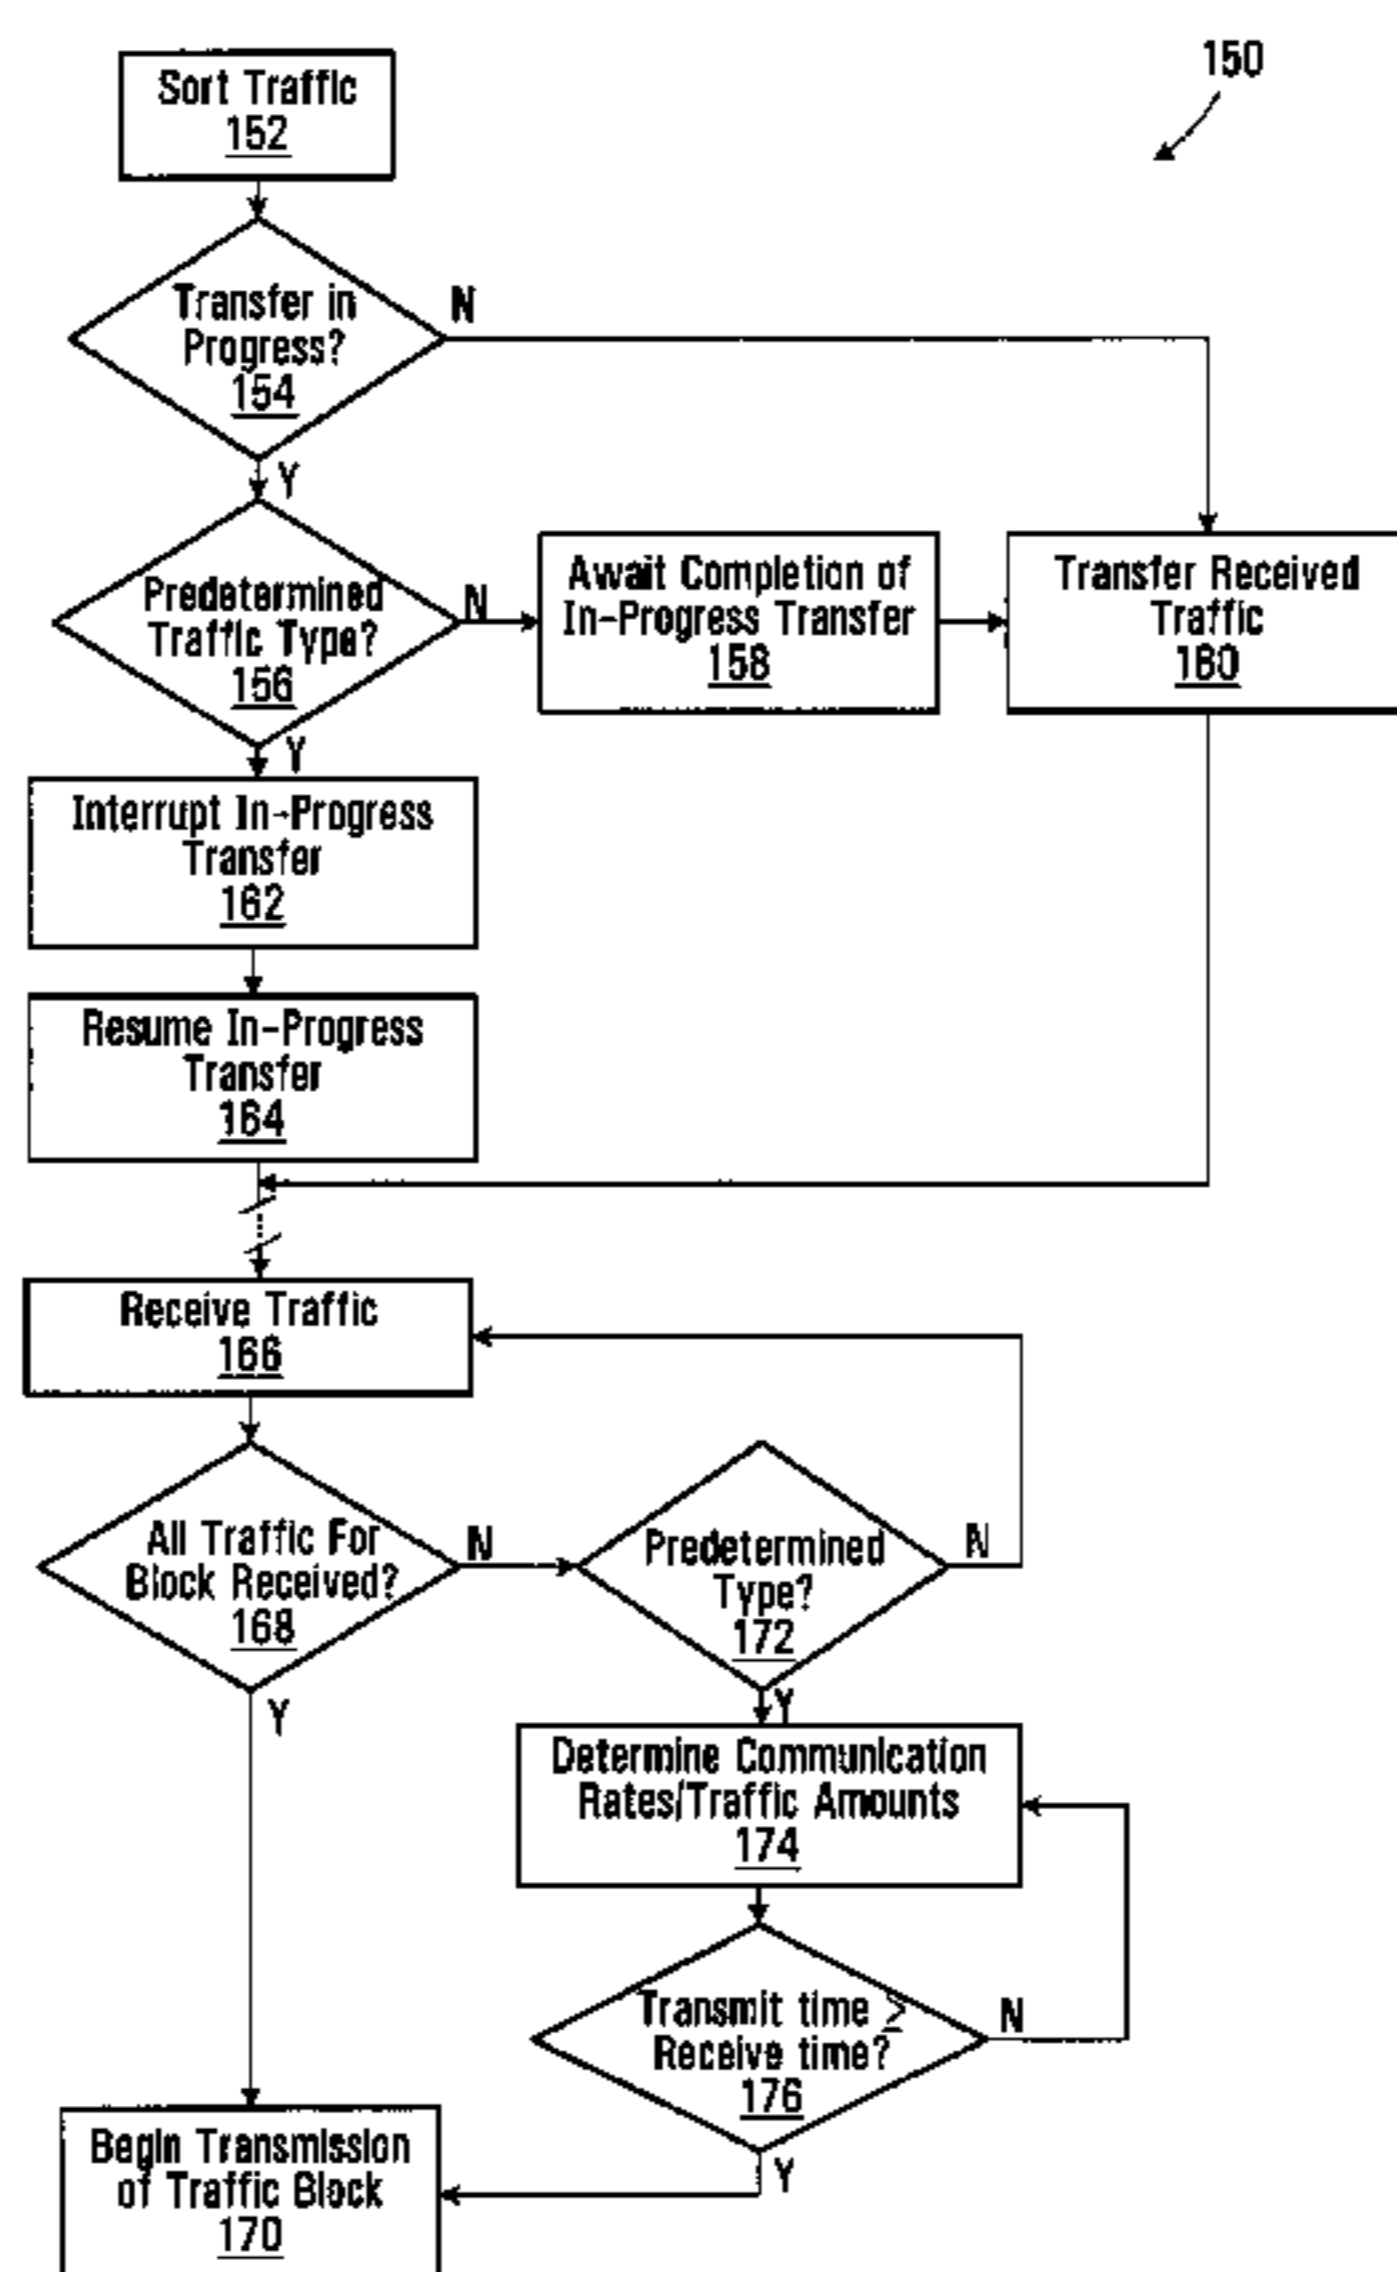 150
Sort Traffic
152
Transfer in
Progress?
154
N
Y
Predetermined
Traffic Type?
156
N
Await Completion of
In-Progress Transfer
158
Transfer Received
Traffic
160
Y
Interrupt In-Progress
Transfer
162
Resume In-Progress
Transfer
164
Receive Traffic
166
All Traffic For
Block Received?
168
N
Predetermined
Type?
172
N
Y
Y
Determine Communication
Rates/Traffic Amounts
174
Transmit time ≥
Receive time?
176
N
Y
Begin Transmission
of Traffic Block
170